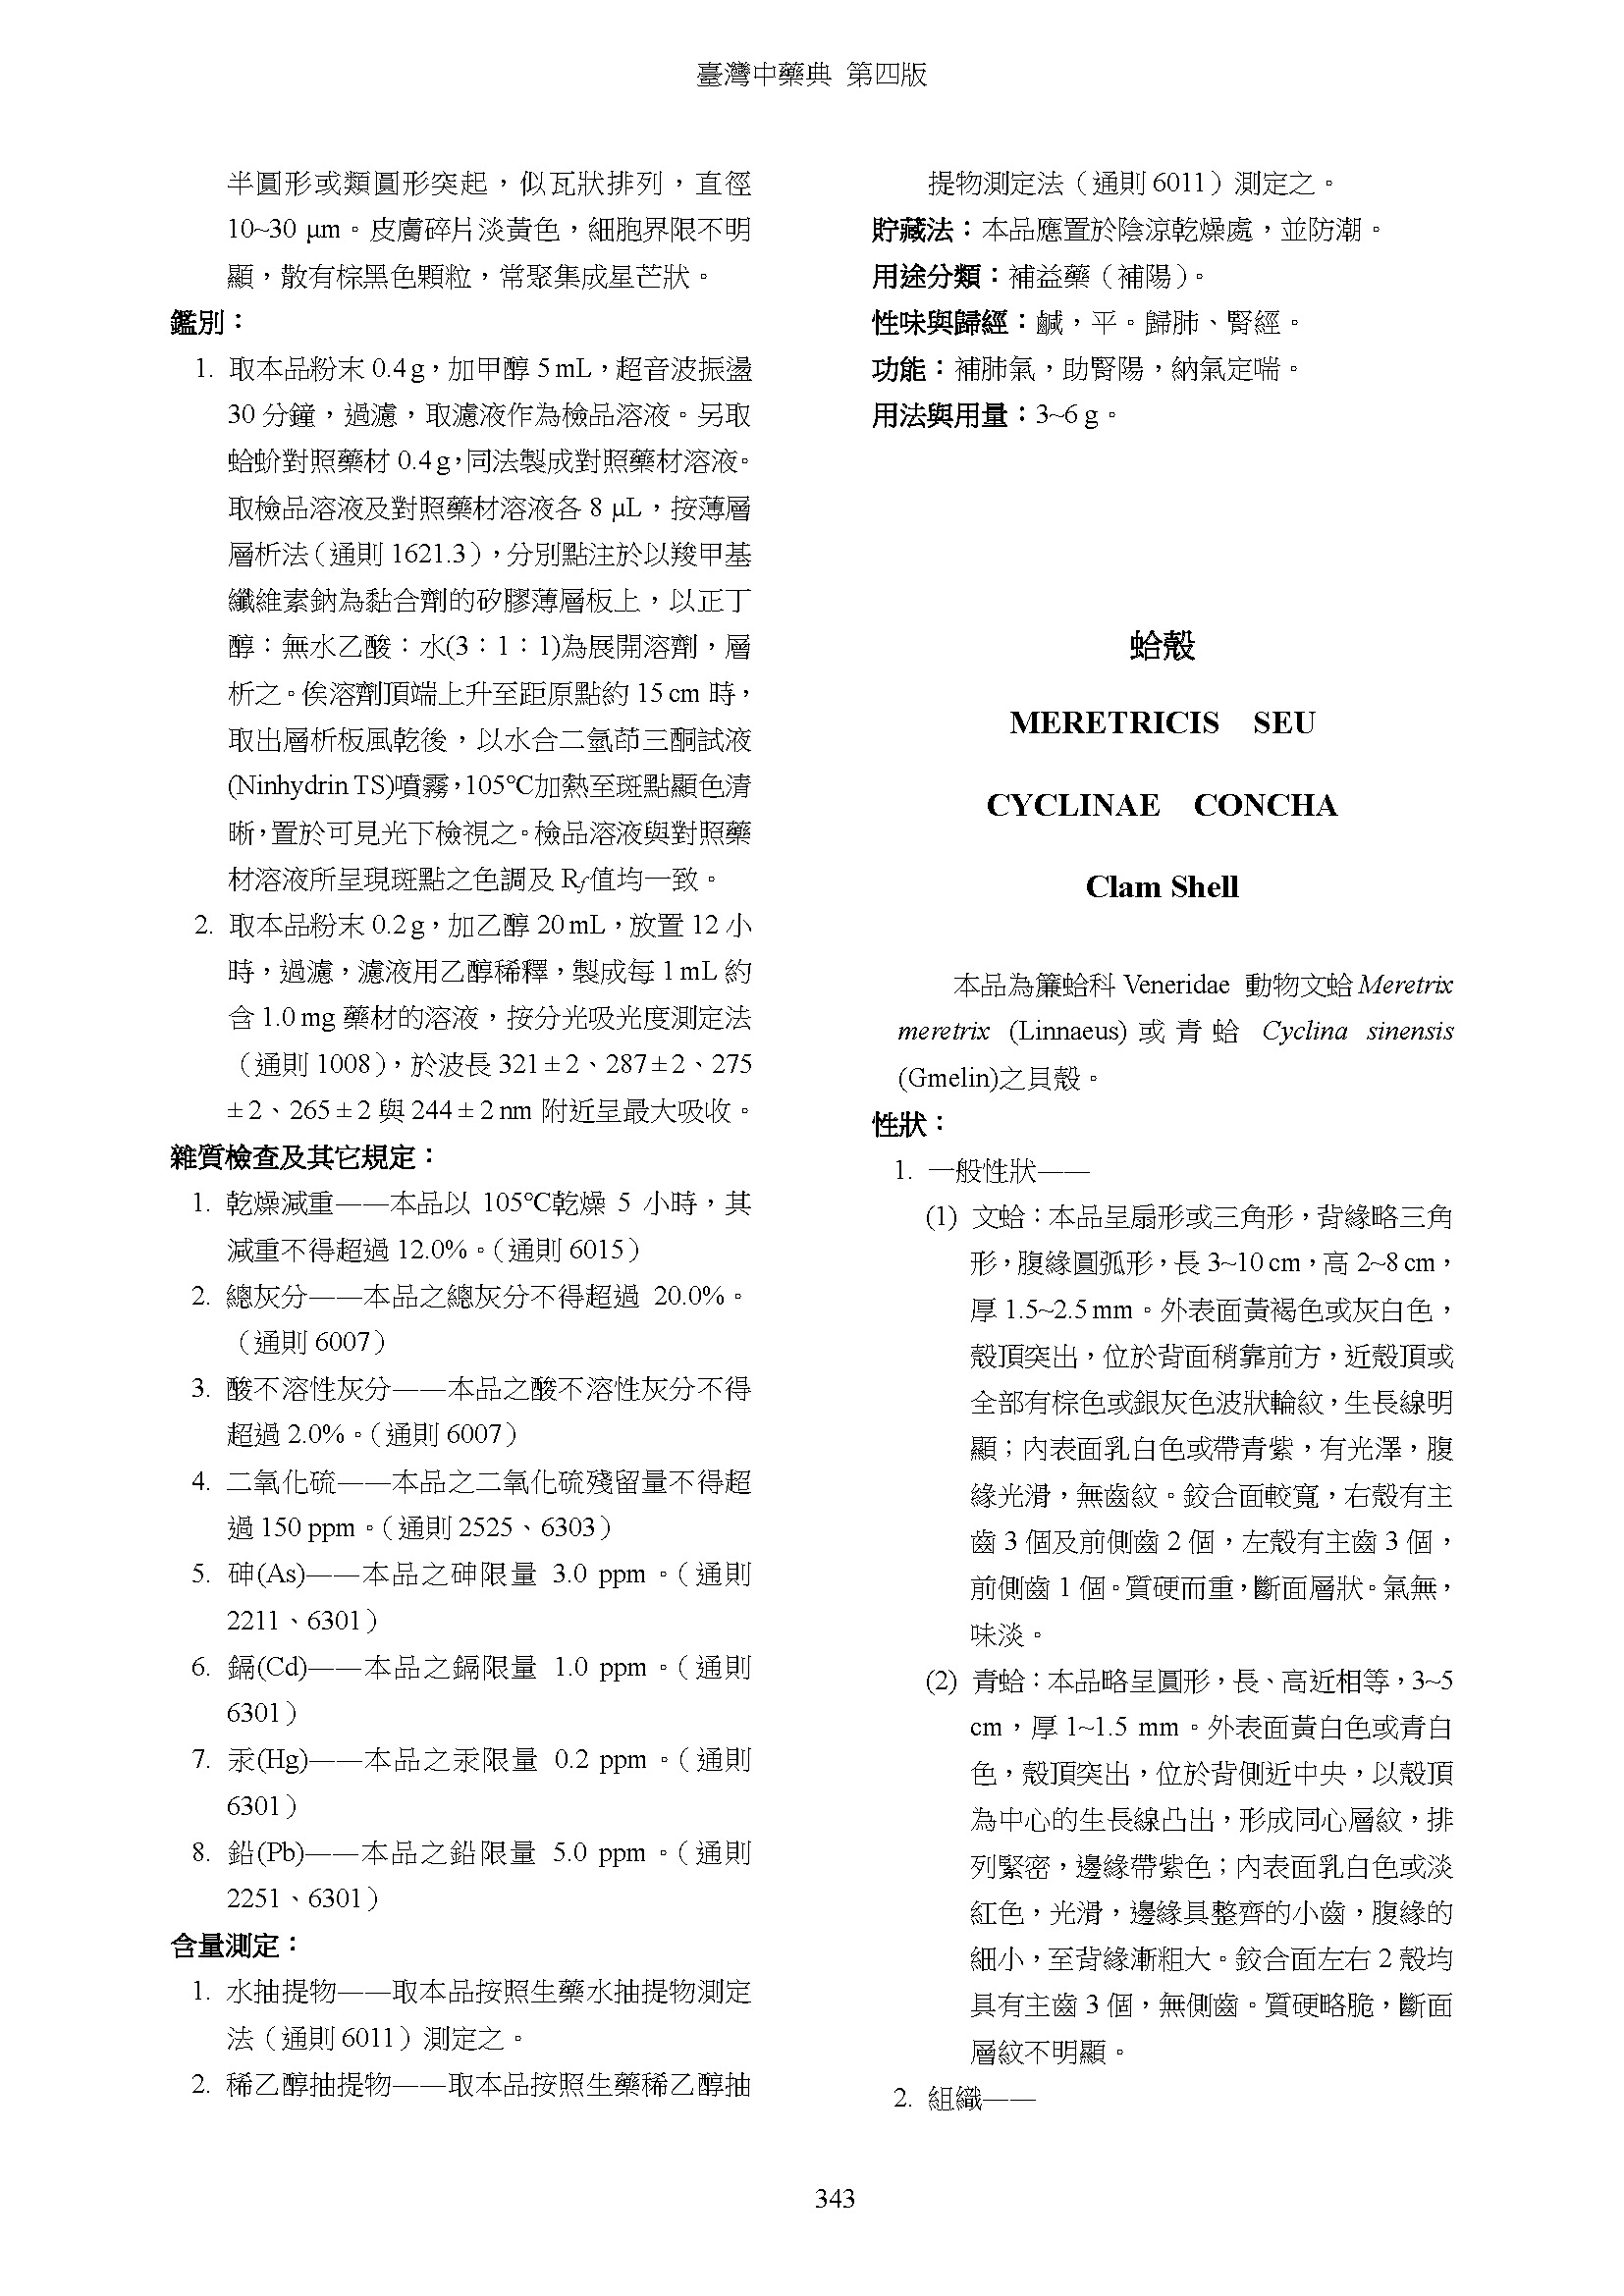 臺灣中藥典 第四版
半圓形或類圓形突起，似瓦狀排列，直徑
10~30 μm。皮膚碎片淡黃色，細胞界限不明
顯，散有棕黑色顆粒，常聚集成星芒狀。
鑑別：
1. 取本品粉末 0.4 g，加甲醇 5 mL，超音波振盪
30 分鐘，過濾，取濾液作為檢品溶液。另取
蛤蚧對照藥材 0.4 g，同法製成對照藥材溶液。
取檢品溶液及對照藥材溶液各 8 μL，按薄層
層析法（通則 1621.3），分別點注於以羧甲基
纖維素鈉為黏合劑的矽膠薄層板上，以正丁
醇：無水乙酸：水(3：1：1)為展開溶劑，層
析之。俟溶劑頂端上升至距原點約 15 cm 時，
取出層析板風乾後，以水合二氫茚三酮試液
(Ninhydrin TS)噴霧，105℃加熱至斑點顯色清
晰，置於可見光下檢視之。檢品溶液與對照藥
材溶液所呈現斑點之色調及 Rf值均一致。
2. 取本品粉末 0.2 g，加乙醇 20 mL，放置 12 小
時，過濾，濾液用乙醇稀釋，製成每 1 mL 約
含 1.0 mg 藥材的溶液，按分光吸光度測定法
（通則 1008），於波長 321 ± 2、287 ± 2、275
± 2、265 ± 2 與 244 ± 2 nm 附近呈最大吸收。
雜質檢查及其它規定：
1. 乾燥減重——本品以 105℃乾燥 5 小時，其
減重不得超過 12.0%。（通則 6015）
2. 總灰分——本品之總灰分不得超過 20.0%。
（通則 6007）
3. 酸不溶性灰分——本品之酸不溶性灰分不得
超過 2.0%。（通則 6007）
4. 二氧化硫——本品之二氧化硫殘留量不得超
過 150 ppm。（通則 2525、6303）
5. 砷(As)——本品之砷限量 3.0 ppm。（通則
2211、6301）
6. 鎘(Cd)——本品之鎘限量 1.0 ppm。（通則
6301）
7. 汞(Hg)——本品之汞限量 0.2 ppm。（通則
6301）
8. 鉛(Pb)——本品之鉛限量 5.0 ppm。（通則
2251、6301）
含量測定：
1. 水抽提物——取本品按照生藥水抽提物測定
法（通則 6011）測定之。
2. 稀乙醇抽提物——取本品按照生藥稀乙醇抽
提物測定法（通則 6011）測定之。
貯藏法：本品應置於陰涼乾燥處，並防潮。
用途分類：補益藥（補陽）。
性味與歸經：鹹，平。歸肺、腎經。
功能：補肺氣，助腎陽，納氣定喘。
用法與用量：3~6 g。
蛤殼
MERETRICIS SEU
CYCLINAE CONCHA
Clam Shell
本品為簾蛤科 Veneridae 動物文蛤 Meretrix
meretrix (Linnaeus) 或青蛤 Cyclina sinensis
(Gmelin)之貝殼。
性狀：
1. 一般性狀——
(1) 文蛤：本品呈扇形或三角形，背緣略三角
形，腹緣圓弧形，長 3~10 cm，高 2~8 cm，
厚 1.5~2.5 mm。外表面黃褐色或灰白色，
殼頂突出，位於背面稍靠前方，近殼頂或
全部有棕色或銀灰色波狀輪紋，生長線明
顯；內表面乳白色或帶青紫，有光澤，腹
緣光滑，無齒紋。鉸合面較寬，右殼有主
齒 3 個及前側齒 2 個，左殼有主齒 3 個，
前側齒 1 個。質硬而重，斷面層狀。氣無，
味淡。
(2) 青蛤：本品略呈圓形，長、高近相等，3~5
cm，厚 1~1.5 mm。外表面黃白色或青白
色，殼頂突出，位於背側近中央，以殼頂
為中心的生長線凸出，形成同心層紋，排
列緊密，邊緣帶紫色；內表面乳白色或淡
紅色，光滑，邊緣具整齊的小齒，腹緣的
細小，至背緣漸粗大。鉸合面左右 2 殼均
具有主齒 3 個，無側齒。質硬略脆，斷面
層紋不明顯。
2. 組織——
343